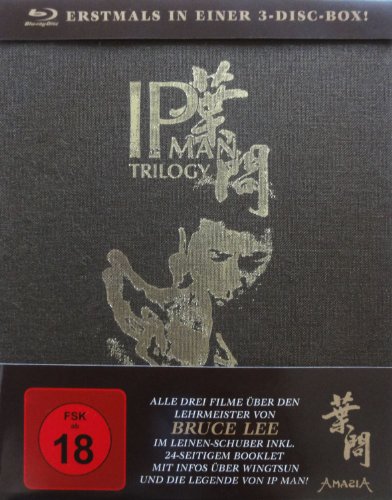 Blu-ray Disc
ERSTMALS IN EINER 3-DISC-BOX!
IP MAN
TRILOGY
葉問
FSK
ab
18
ALLE DREI FILME ÜBER DEN
LEHRMEISTER VON
BRUCE LEE
IM LEINEN-SCHUBER INKL.
24-SEITIGEM BOOKLET
MIT INFOS ÜBER WINGTSUN
UND DIE LEGENDE VON IP MAN!
葉問
AMASIA